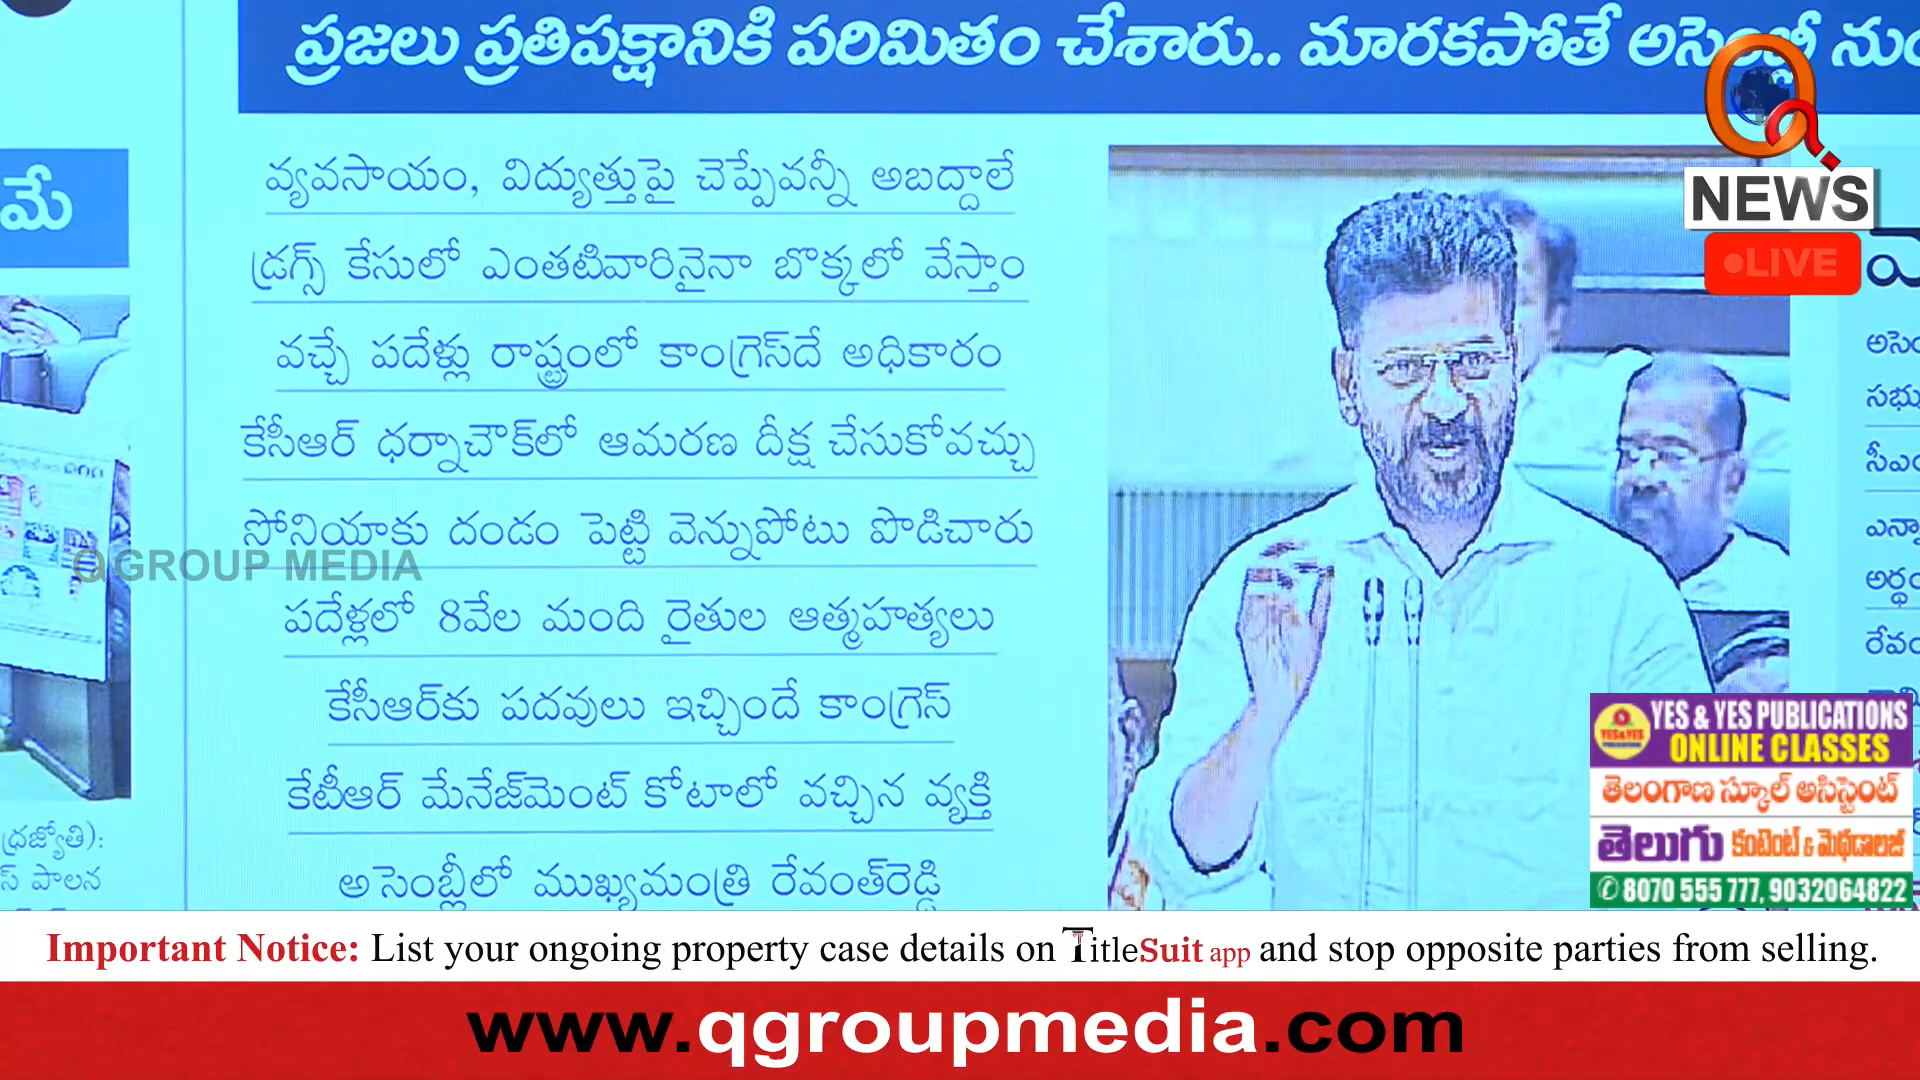 ప్రజలు ప్రతిపక్షానికి పరిమితం చేశారు.. మారకపోతే అసెంబ్లీ
మే
వ్యవసాయం, విద్యుత్తుపై చెప్పేవన్నీ అబద్దాలే
డ్రగ్స్ కేసులో ఎంతటివారినైనా బొక్కలో వేస్తాం
వచ్చే పదేళ్లు రాష్ట్రంలో కాంగ్రెస్‌దే అధికారం
కేసీఆర్ ధర్నాచౌక్‌లో ఆమరణ దీక్ష చేసుకోవచ్చు
సోనియాకు దండం పెట్టి వెన్నుపోటు పొడిచారు
పదేళ్లలో 8వేల మంది రైతుల ఆత్మహత్యలు
కేసీఆర్‌కు పదవులు ఇచ్చిందే కాంగ్రెస్
కేటీఆర్ మేనేజ్‌మెంట్ కోటాలో వచ్చిన వ్యక్తి
అసెంబ్లీలో ముఖ్యమంత్రి రేవంత్‌రెడ్డి
పాలన
Q GROUP MEDIA
Q
NEWS
LIVE
YES & YES PUBLICATIONS
ONLINE CLASSES
తెలంగాణ స్కూల్ అసిస్టెంట్
తెలుగు కంటెంట్ & మెథడాలజీ
8070 555 777, 9032064822
Important Notice: List your ongoing property case details on TitleSuit app and stop opposite parties from selling.
www.qgroupmedia.com